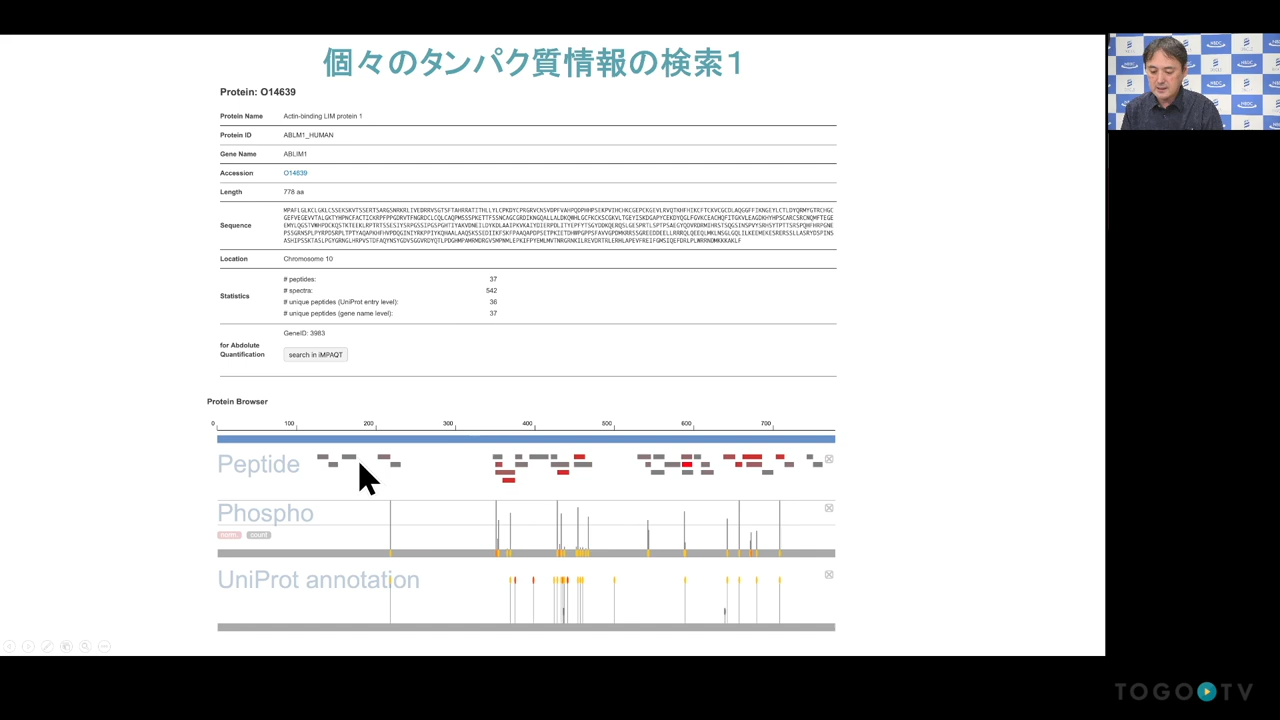 個々のタンパク質情報の検索１
Protein: O14639
Protein Name Actin-binding LIM protein 1
Protein ID ABLM1_HUMAN
Gene Name ABLIM1
Accession O14639
Length 778 aa
Sequence
Location Chromosome 10
Statistics
# peptides: 37
# spectra: 542
# unique peptides (UniProt entry level): 36
# unique peptides (gene name level): 37
for Abdolute Quantification
GeneID: 3983
search in iMPAQT
Protein Browser
0 100 200 300 400 500 600 700
Peptide
Phospho
norm. count
UniProt annotation
NBDC
TOGO TV